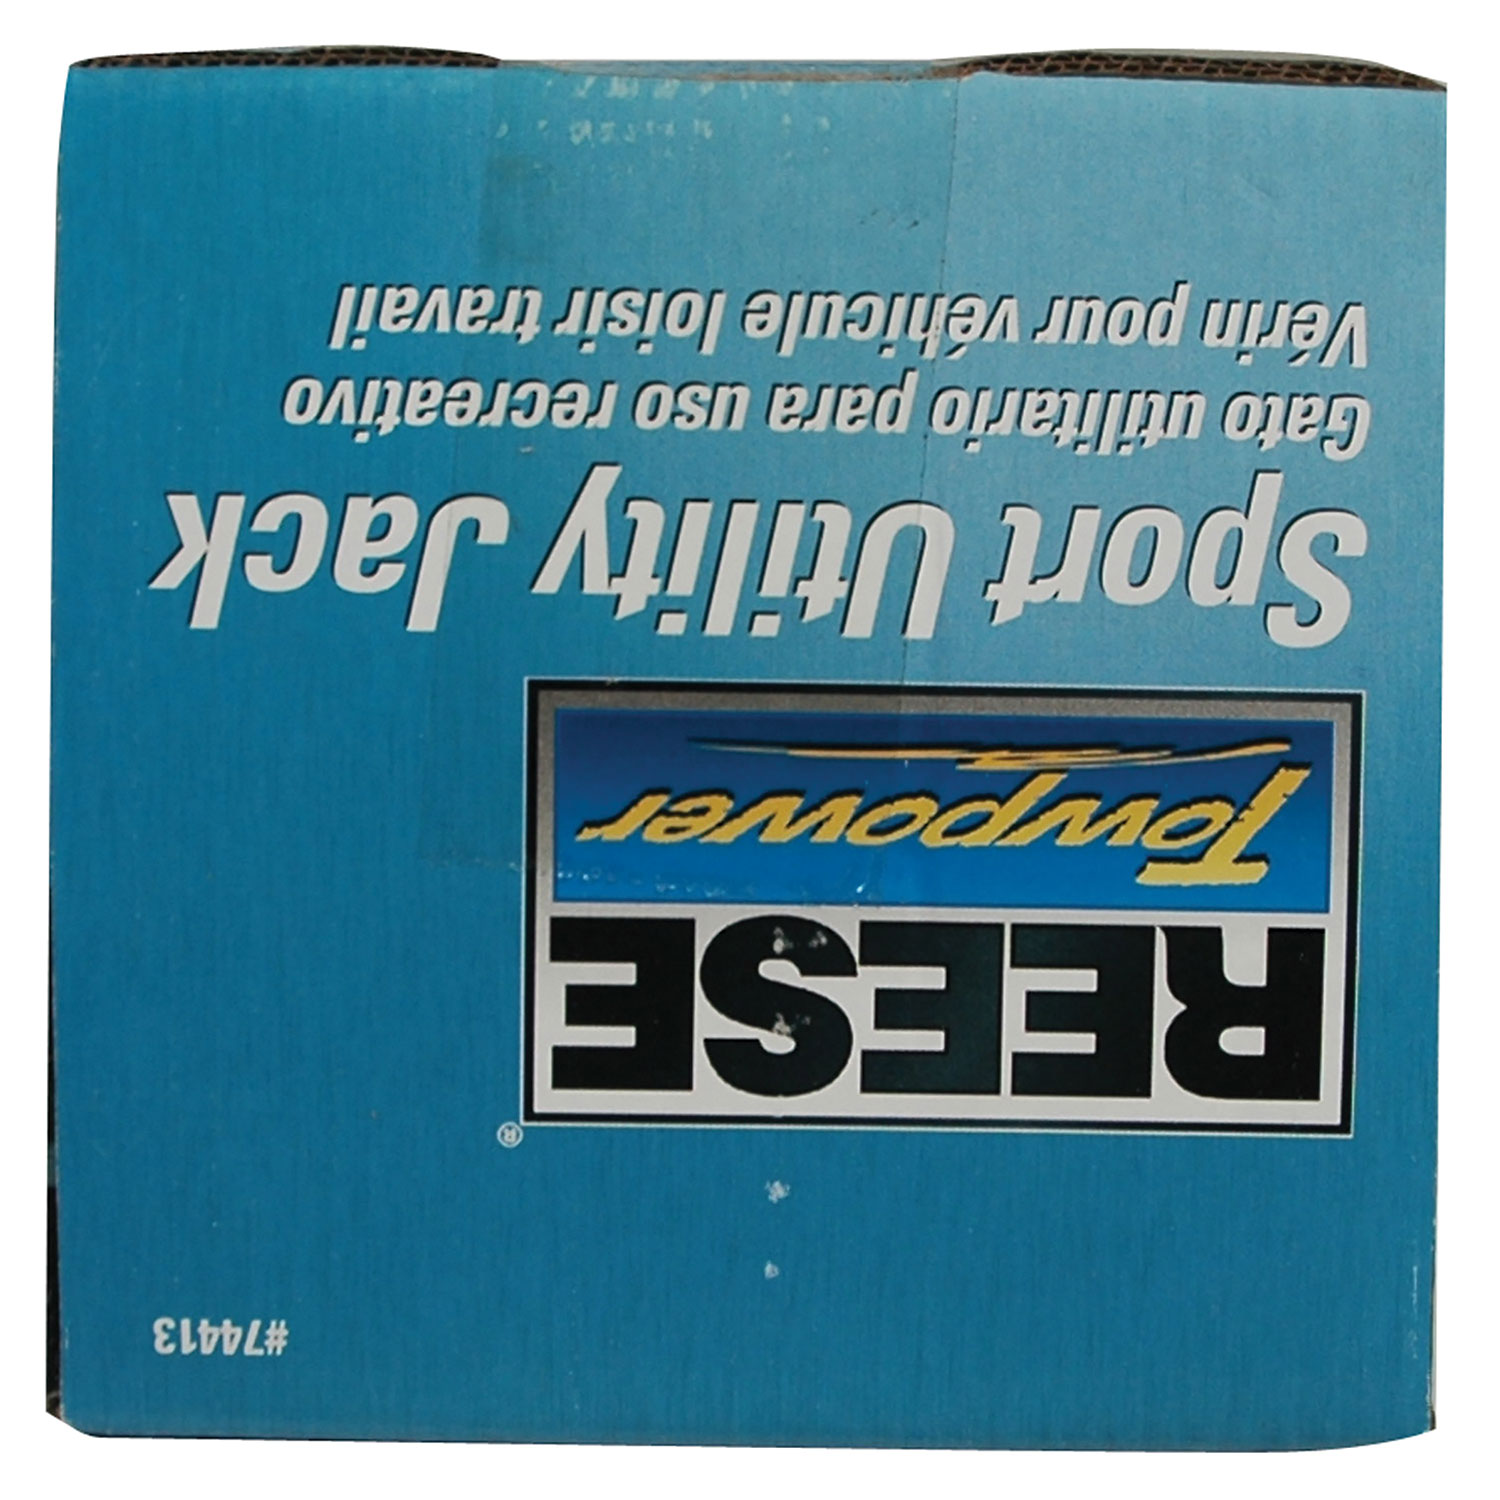 #74413
REESE
Towpower
®
Sport Utility Jack
Gato utilitario para uso recreativo
Vérin pour véhicule loisir travail